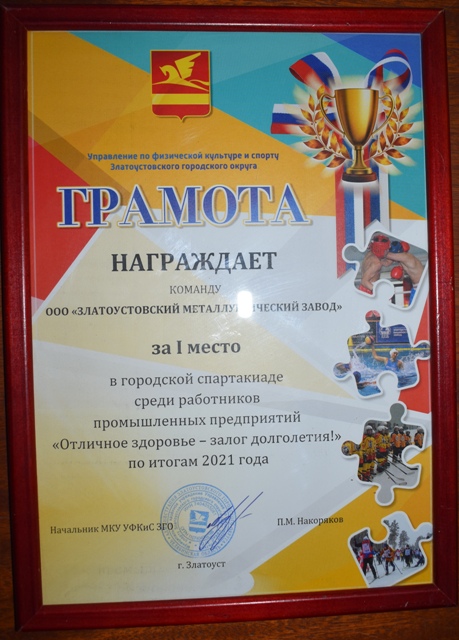 Управление по физической культуре и спорту
Златоустовского городского округа
ГРАМОТА
НАГРАЖДАЕТ
КОМАНДУ
ООО «ЗЛАТОУСТОВСКИЙ МЕТАЛЛУРГИЧЕСКИЙ ЗАВОД»
за I место
в городской спартакиаде
среди работников
промышленных предприятий
«Отличное здоровье – залог долголетия!»
по итогам 2021 года
Начальник МКУ УФКиС ЗГО
П.М. Накоряков
г. Златоуст